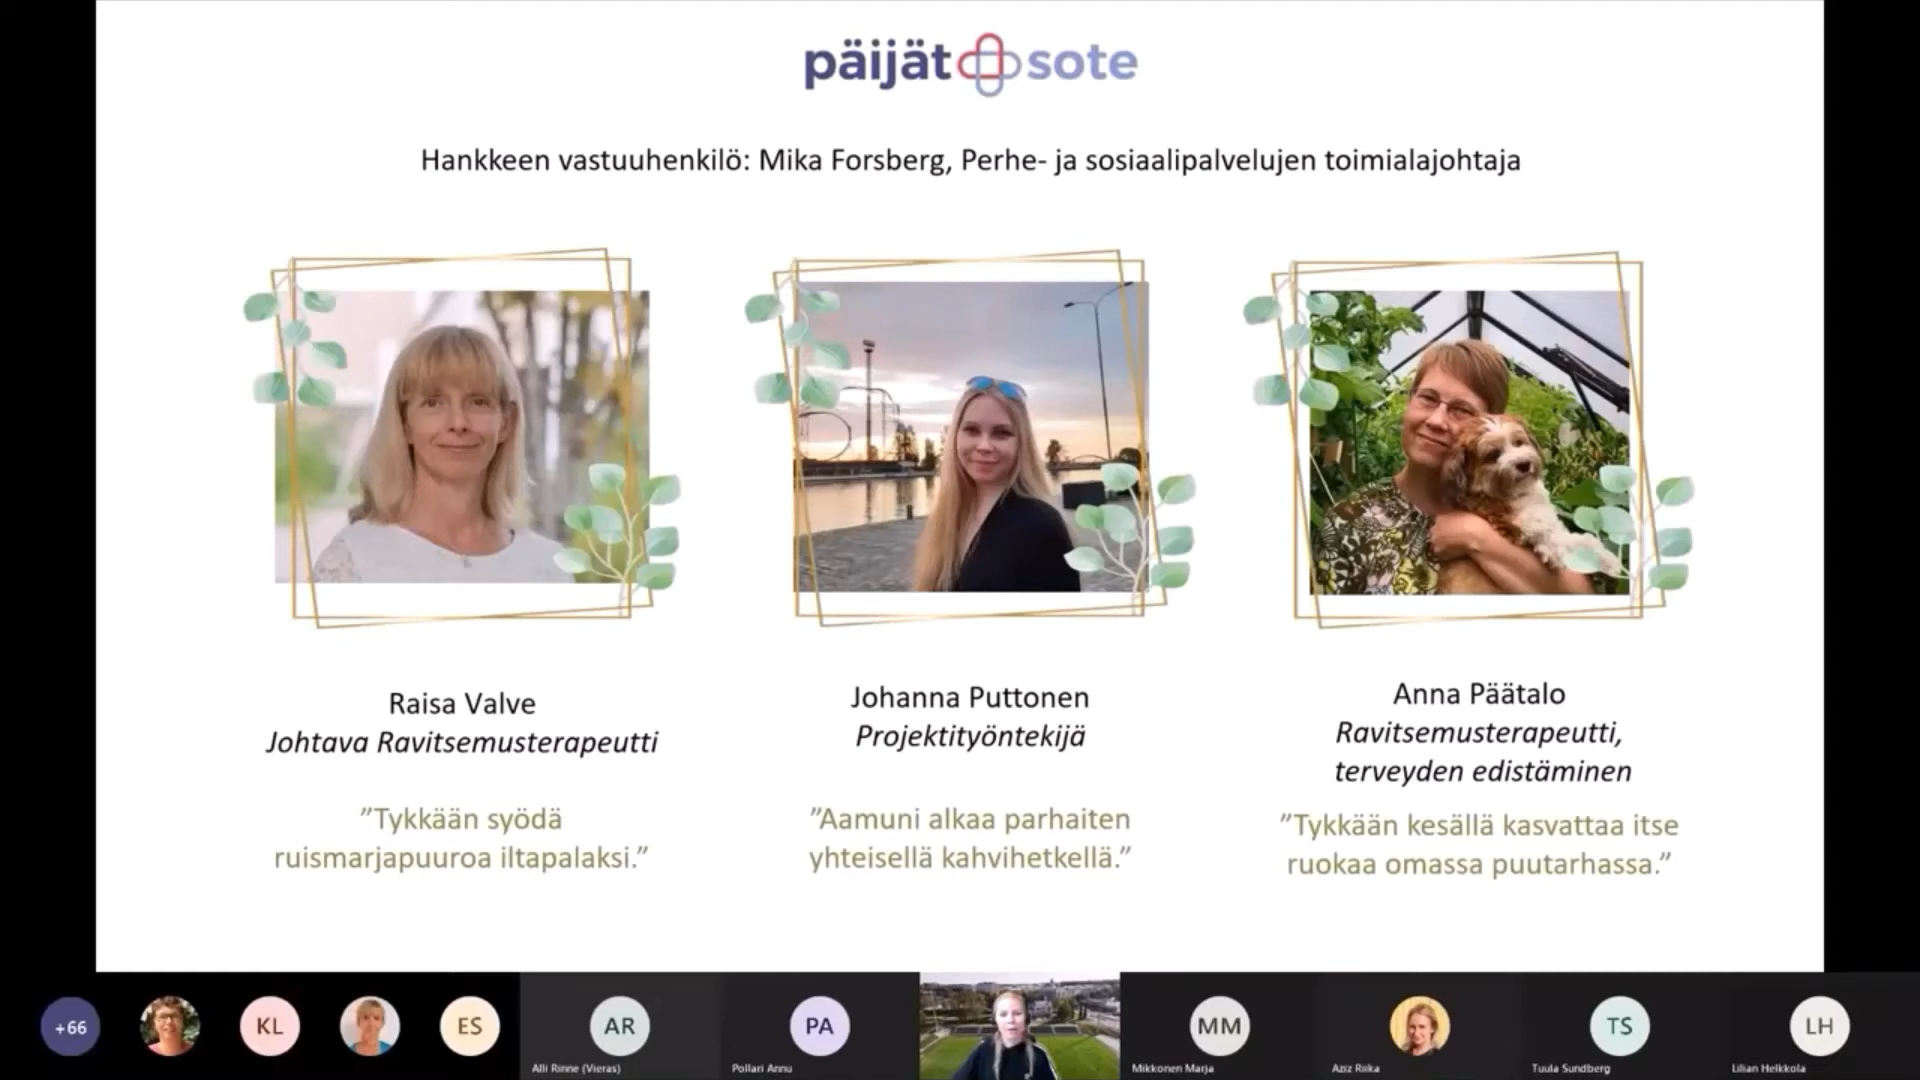 päijät sote
Hankkeen vastuuhenkilö: Mika Forsberg, Perhe- ja sosiaalipalvelujen toimialajohtaja
Raisa Valve
Johtava Ravitsemusterapeutti
”Tykkään syödä
ruismarjapuuroa iltapalaksi.”
Johanna Puttonen
Projektityöntekijä
”Aamuni alkaa parhaiten
yhteisellä kahvihetkellä.”
Anna Päätalo
Ravitsemusterapeutti,
terveyden edistäminen
”Tykkään kesällä kasvattaa itse
ruokaa omassa puutarhassa.”
+66
KL
ES
AR
Alli Rinne (Vieras)
PA
Pollari Annu
MM
Mikkonen Marja
Aziz Riika
TS
Tuula Sundberg
LH
Lilian Helkkola